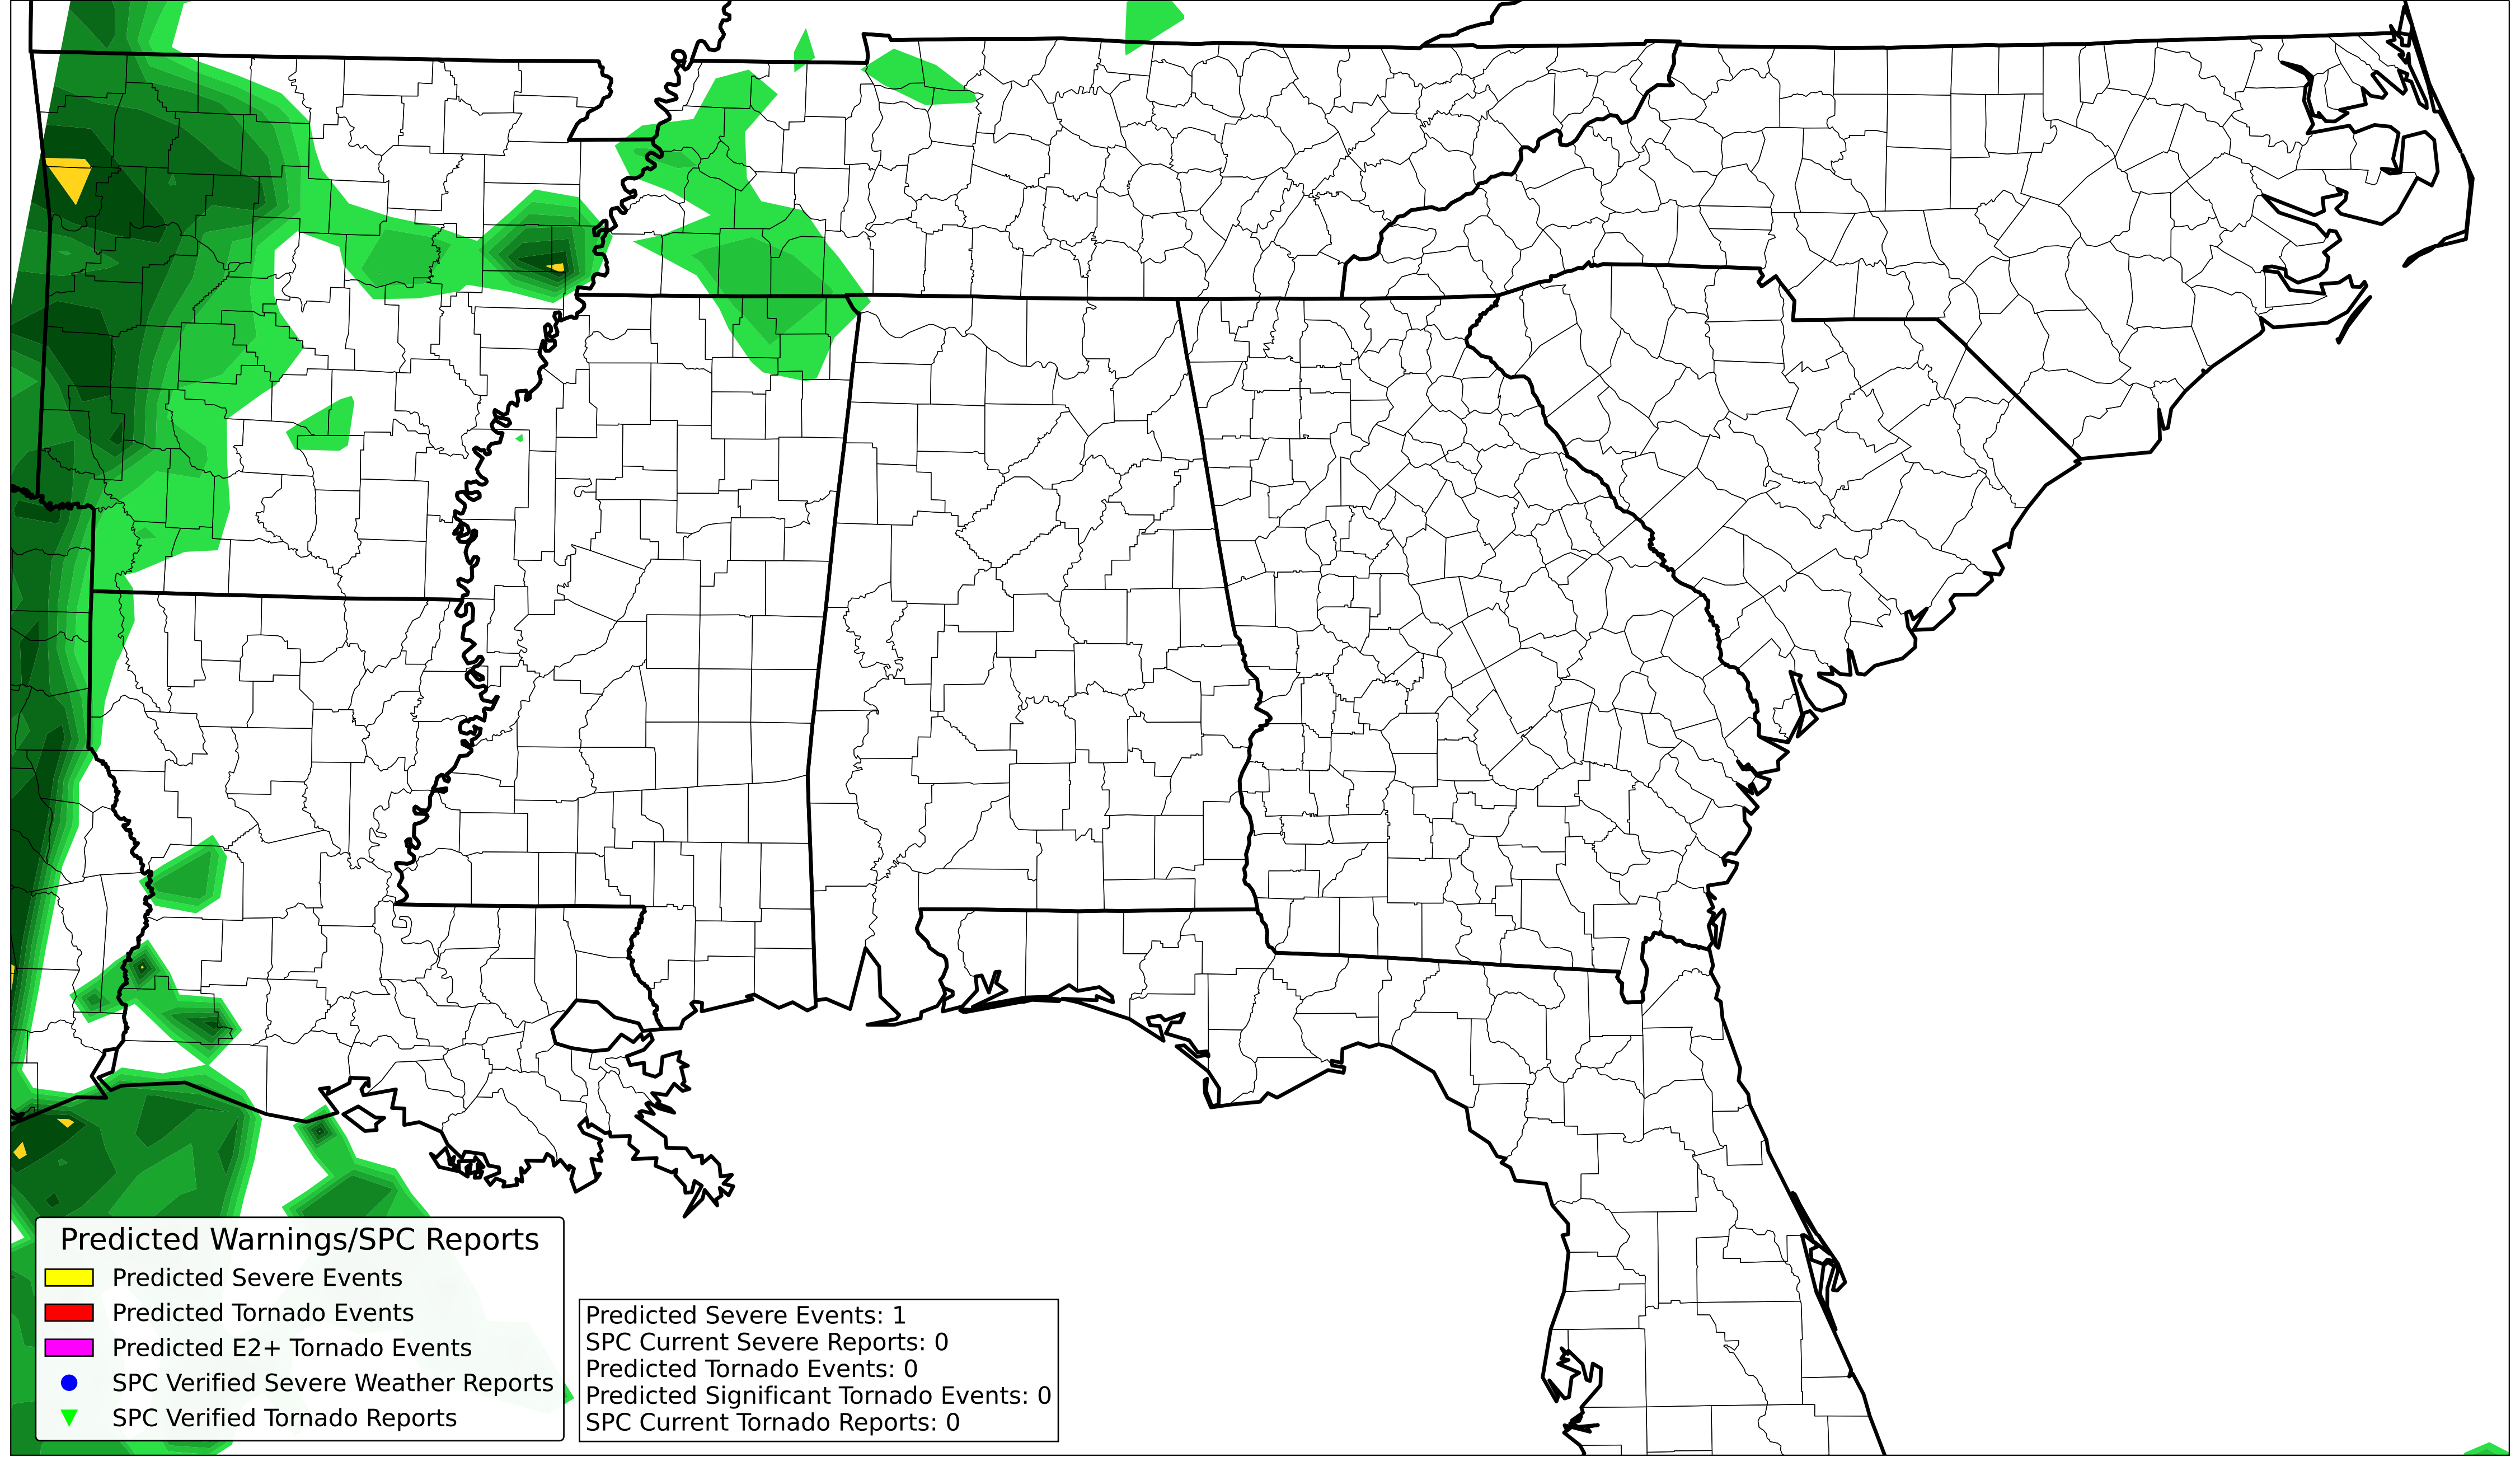 Predicted Warnings/SPC Reports
Predicted Severe Events
Predicted Tornado Events
Predicted E2+ Tornado Events
SPC Verified Severe Weather Reports
SPC Verified Tornado Reports
Predicted Severe Events: 1
SPC Current Severe Reports: 0
Predicted Tornado Events: 0
Predicted Significant Tornado Events: 0
SPC Current Tornado Reports: 0